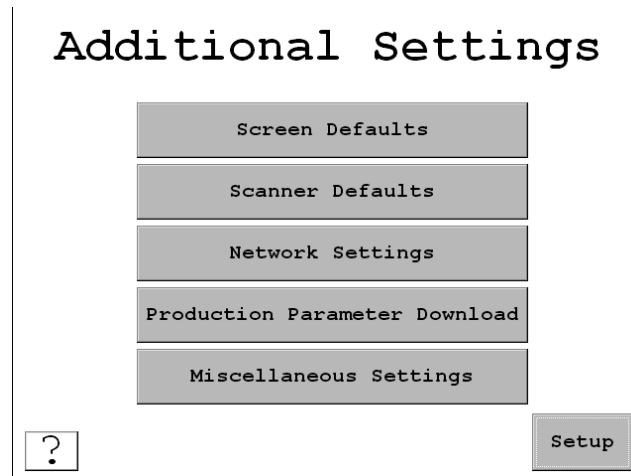 Additional Settings
Screen Defaults
Scanner Defaults
Network Settings
Production Parameter Download
Miscellaneous Settings
?
Setup